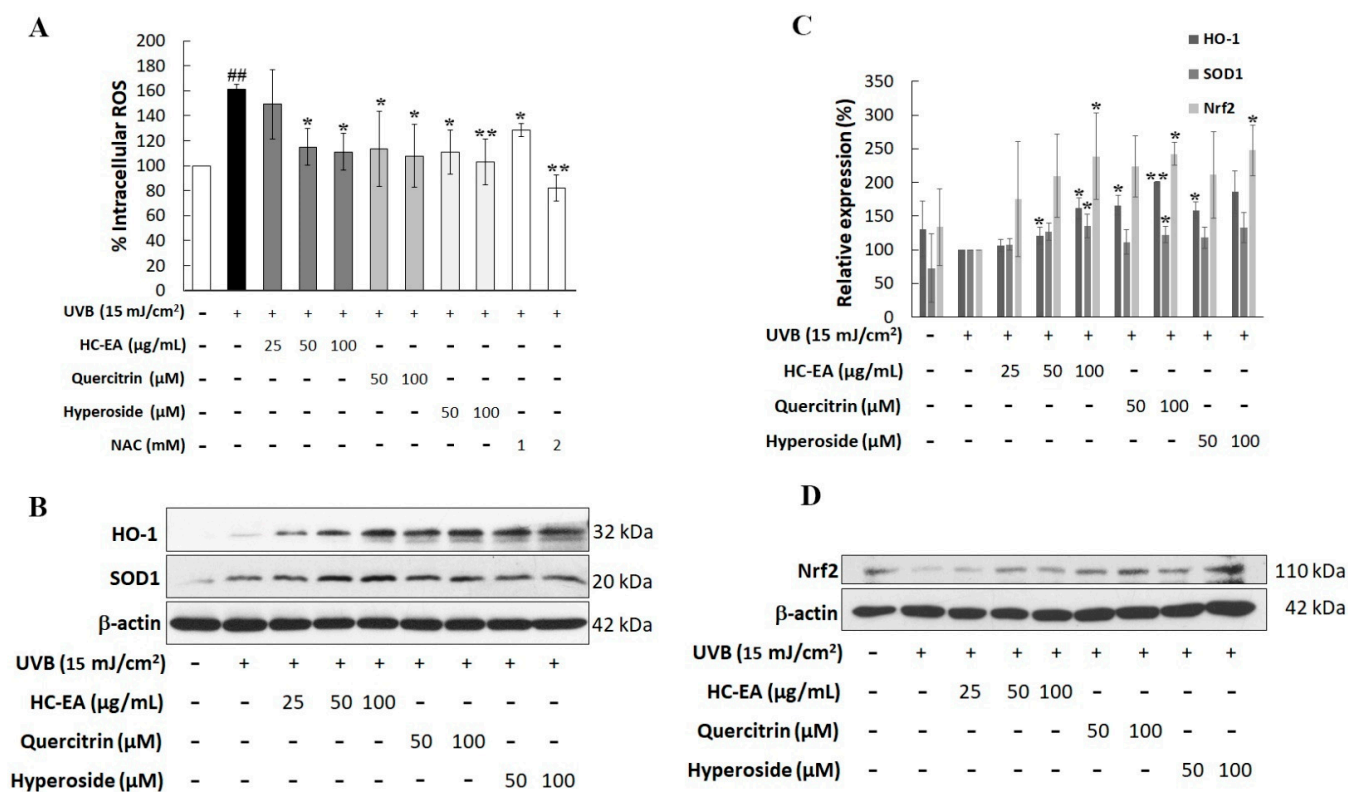 A
% Intracellular ROS
200
180
160
140
120
100
80
60
40
20
0
## * * * * * ** * **
UVB (15 mJ/cm²) - + + + + + + + + + +
HC-EA (μg/mL) - - 25 50 100 - - - - - -
Quercitrin (μM) - - - - - 50 100 - - - -
Hyperoside (μM) - - - - - - - 50 100 - -
NAC (mM) - - - - - - - - - 1 2
C
HO-1
SOD1
Nrf2
Relative expression (%)
350
300
250
200
150
100
50
0
* * * * * ** * * * *
UVB (15 mJ/cm²) - + + + + + + + +
HC-EA (μg/mL) - - 25 50 100 - - - -
Quercitrin (μM) - - - - - 50 100 - -
Hyperoside (μM) - - - - - - - 50 100
B
HO-1 32 kDa
SOD1 20 kDa
β-actin 42 kDa
UVB (15 mJ/cm²) - + + + + + + + +
HC-EA (μg/mL) - - 25 50 100 - - - -
Quercitrin (μM) - - - - - 50 100 - -
Hyperoside (μM) - - - - - - - 50 100
D
Nrf2 110 kDa
β-actin 42 kDa
UVB (15 mJ/cm²) - + + + + + + + +
HC-EA (μg/mL) - - 25 50 100 - - - -
Quercitrin (μM) - - - - - 50 100 - -
Hyperoside (μM) - - - - - - - 50 100